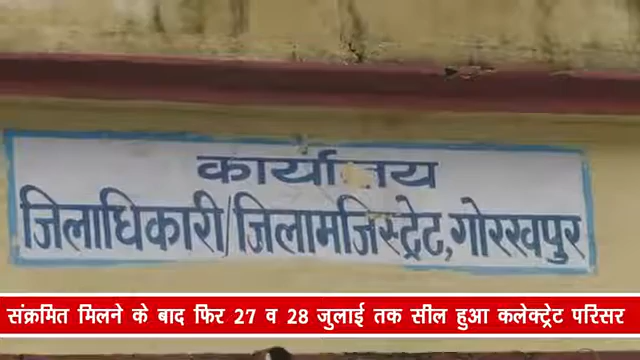 कार्यालय
जिलाधिकारी/जिलामजिस्ट्रेट,गोरखपुर
संक्रमित मिलने के बाद फिर 27 व 28 जुलाई तक सील हुआ कलेक्ट्रेट परिसर